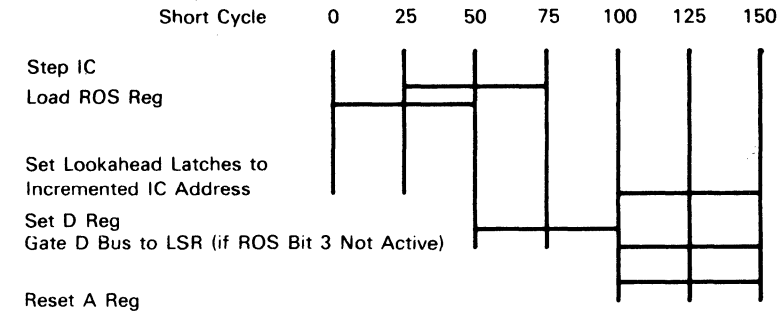 Short Cycle 0 25 50 75 100 125 150
Step IC
Load ROS Reg
Set Lookahead Latches to
Incremented IC Address
Set D Reg
Gate D Bus to LSR (if ROS Bit 3 Not Active)
Reset A Reg